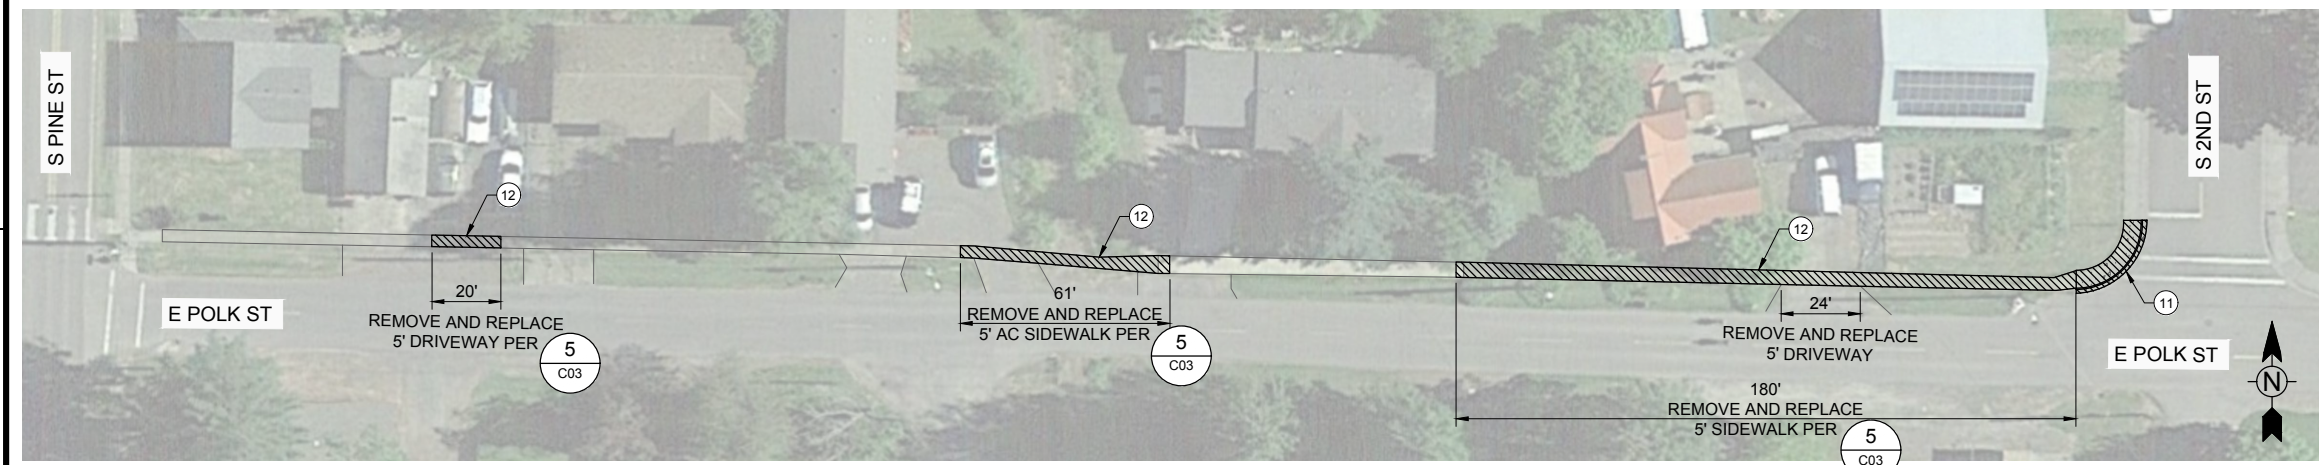 S PINE ST
E POLK ST
12
20'
REMOVE AND REPLACE
5' DRIVEWAY PER
5
C03
12
61'
REMOVE AND REPLACE
5' AC SIDEWALK PER
5
C03
12
24'
REMOVE AND REPLACE
5' DRIVEWAY
180'
REMOVE AND REPLACE
5' SIDEWALK PER
5
C03
S 2ND ST
11
E POLK ST
N